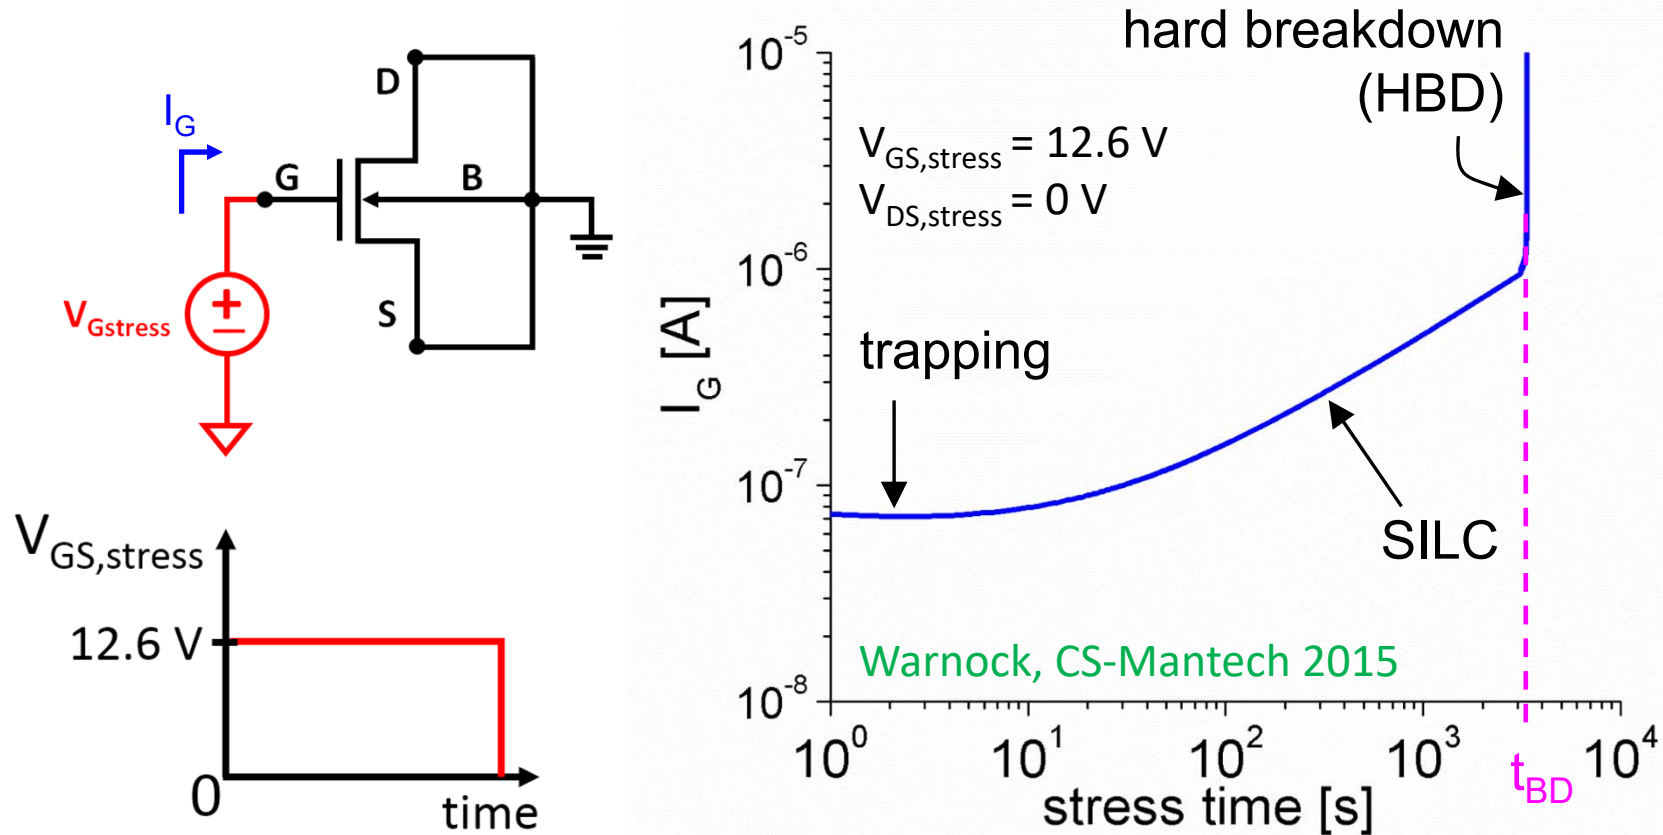 D
I_G
G
B
+
−
V_Gstress
S
V_GS,stress
12.6 V
0
time
hard breakdown
(HBD)
10^-5
V_GS,stress = 12.6 V
V_DS,stress = 0 V
10^-6
I_G [A]
trapping
10^-7
SILC
Warnock, CS-Mantech 2015
10^-8
10^0 10^1 10^2 10^3 t_BD 10^4
stress time [s]